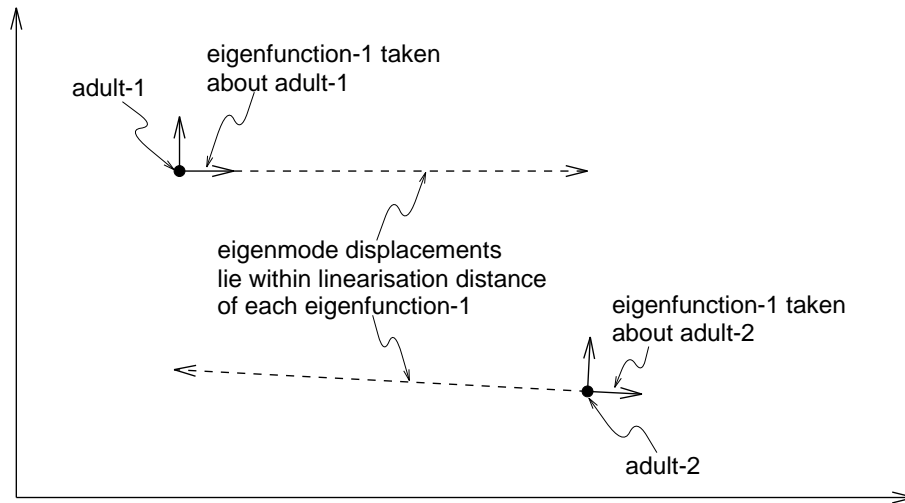 eigenfunction-1 taken
about adult-1
adult-1
eigenmode displacements
lie within linearisation distance
of each eigenfunction-1
eigenfunction-1 taken
about adult-2
adult-2